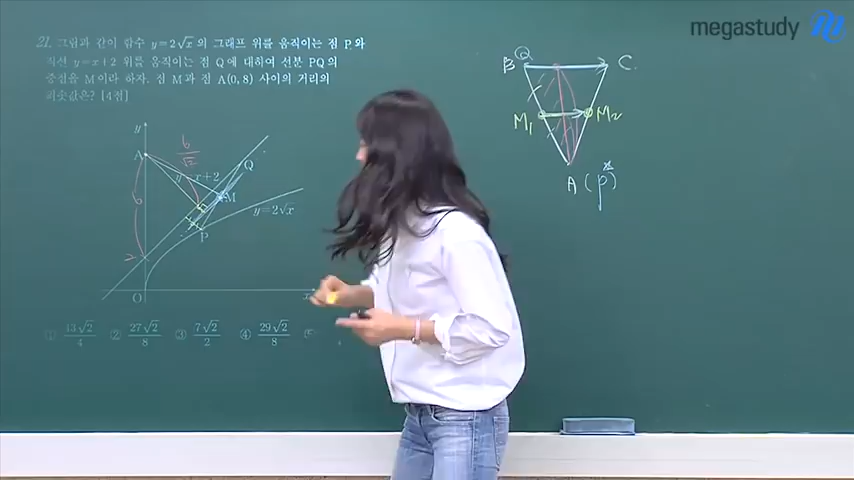 megastudy
21. 그림과 같이 함수 y=2√x의 그래프 위를 움직이는 점 P와
직선 y=x+2 위를 움직이는 점 Q에 대하여 선분 PQ의
중점을 M이라 하자. 점 M과 점 A(0, 8) 사이의 거리의
최솟값은? [4점]
B Q C
M₁ M₂
A (P)
y
A 6/√2
y x+2 Q
6 M
y=2√x
P
2
O x
① 13√2/4 ② 27√2/8 ③ 7√2/2 ④ 29√2/8 ⑤